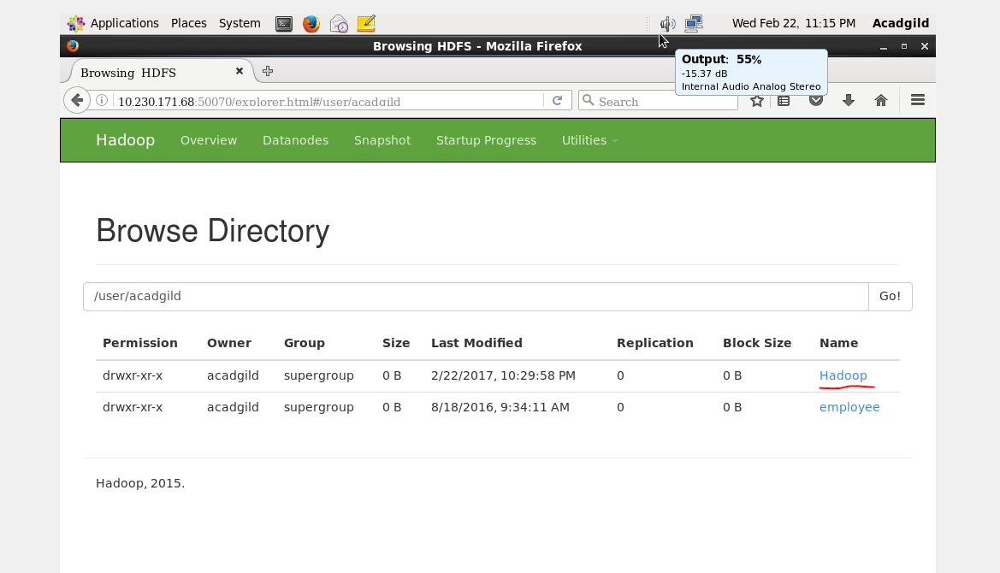 Applications Places System Wed Feb 22, 11:15 PM Acadgild
Browsing HDFS - Mozilla Firefox
Output: 55%
-15.37 dB
Internal Audio Analog Stereo
Browsing HDFS
10.230.171.68:50070/explorer.html#/user/acadgild Search
Hadoop Overview Datanodes Snapshot Startup Progress Utilities
Browse Directory
/user/acadgild Go!
Permission Owner Group Size Last Modified Replication Block Size Name
drwxr-xr-x acadgild supergroup 0 B 2/22/2017, 10:29:58 PM 0 0 B Hadoop
drwxr-xr-x acadgild supergroup 0 B 8/18/2016, 9:34:11 AM 0 0 B employee
Hadoop, 2015.